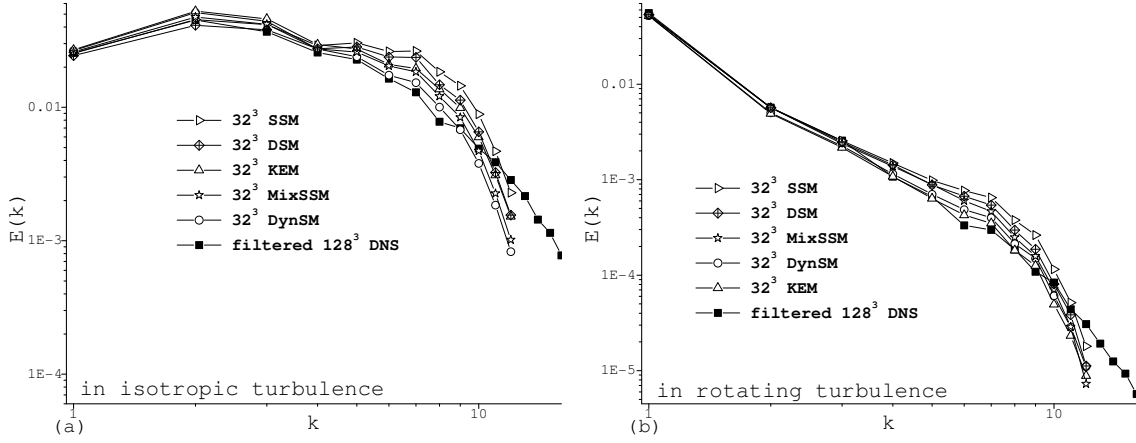 0.01
1E-3
1E-4
E(k)
32³ SSM
32³ DSM
32³ KEM
32³ MixSSM
32³ DynSM
filtered 128³ DNS
in isotropic turbulence
1
10
(a)
k
0.01
1E-3
1E-4
1E-5
E(k)
32³ SSM
32³ DSM
32³ MixSSM
32³ DynSM
32³ KEM
filtered 128³ DNS
in rotating turbulence
1
10
(b)
k